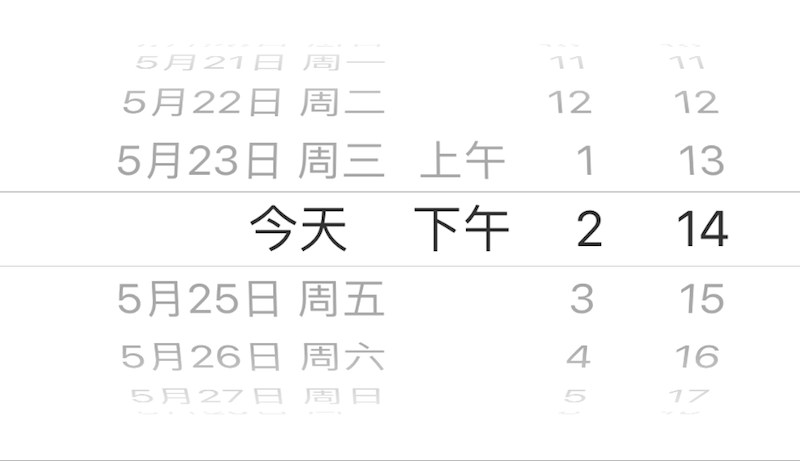 5月21日 周一 11 11
5月22日 周二 12 12
5月23日 周三 上午 1 13
今天 下午 2 14
5月25日 周五 3 15
5月26日 周六 4 16
5月27日 周日 5 17